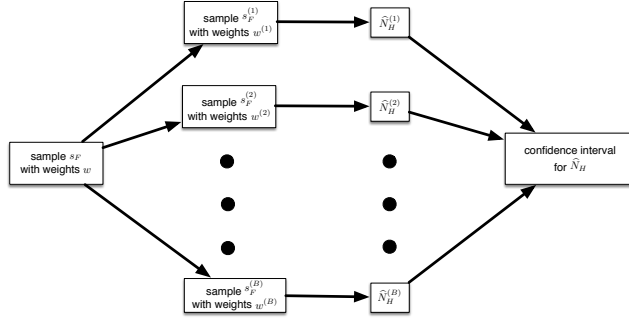 sample $s_F^{(1)}$
with weights $w^{(1)}$
$\widehat{N}_H^{(1)}$
sample $s_F^{(2)}$
with weights $w^{(2)}$
$\widehat{N}_H^{(2)}$
sample $s_F$
with weights $w$
confidence interval
for $\widehat{N}_H$
sample $s_F^{(B)}$
with weights $w^{(B)}$
$\widehat{N}_H^{(B)}$